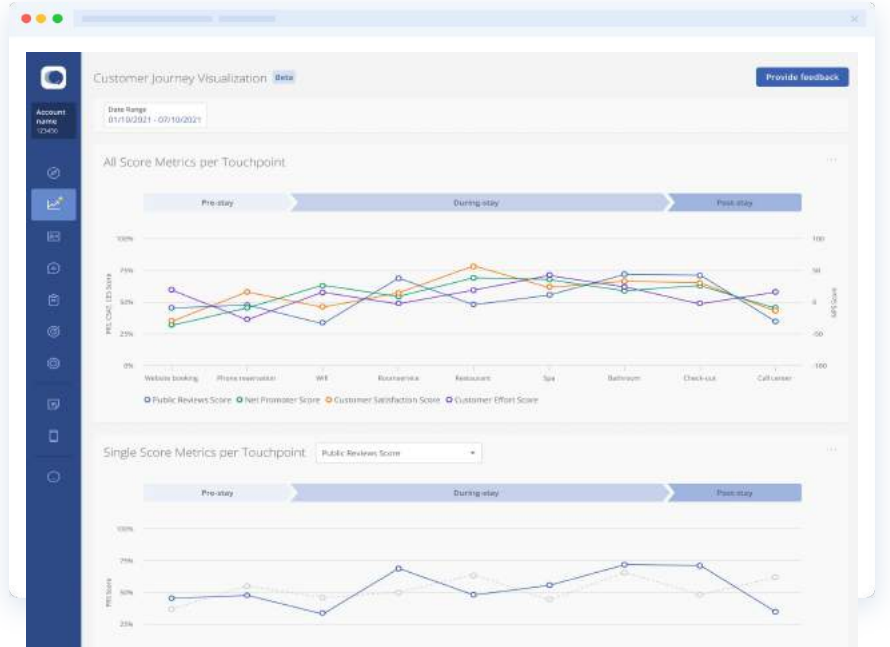 Customer Journey Visualization Beta
Provide feedback
Account
name
123456
Date Range
01/10/2021 - 07/10/2021
All Score Metrics per Touchpoint
Pre-stay
During-stay
Post-stay
100%
75%
50%
25%
0%
PRS, CSAT, CES Score
100
50
0
-50
-100
NPS Score
Website booking
Phone reservation
Wifi
Roomservice
Restaurant
Spa
Bathroom
Check-out
Call center
Public Reviews Score
Net Promoter Score
Customer Satisfaction Score
Customer Effort Score
Single Score Metrics per Touchpoint
Public Reviews Score
Pre-stay
During-stay
Post-stay
100%
75%
50%
25%
PRS Score